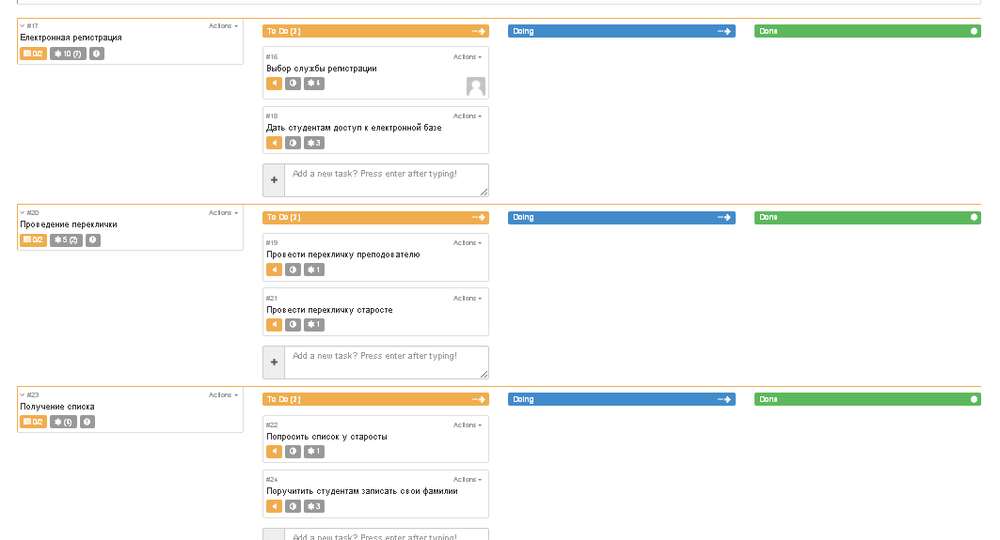 #17 Actions
Електронная регистрация
0/2 10 (7)
To Do (2)
Doing
Done
#16 Actions
Выбор службы регистрации
4
#18 Actions
Дать студентам доступ к електронной базе
3
Add a new task? Press enter after typing!
#20 Actions
Проведение переклички
0/2 5 (2)
To Do (2)
Doing
Done
#19 Actions
Провести перекличку преподователю
1
#21 Actions
Провести перекличку старосте
1
Add a new task? Press enter after typing!
#23 Actions
Получение списка
0/2 (4)
To Do (2)
Doing
Done
#22 Actions
Попросить список у старосты
1
#24 Actions
Поручитить студентам записать свои фамилии
3
Add a new task? Press enter after typing!